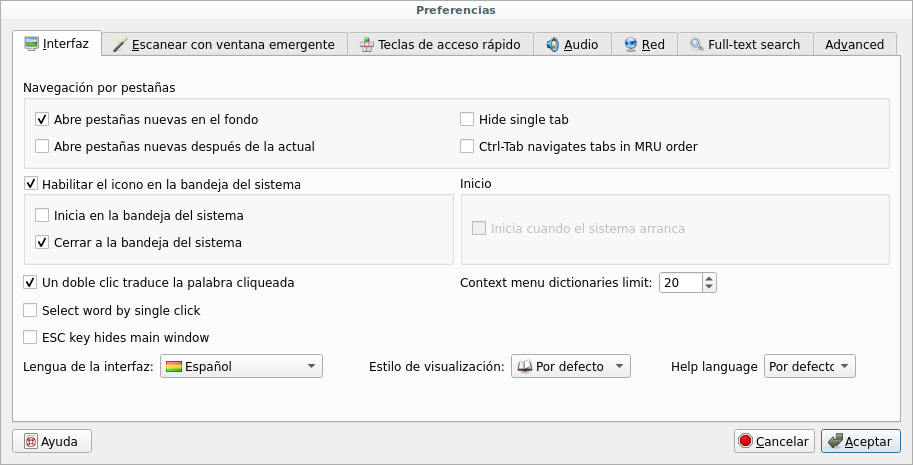 Preferencias
Interfaz Escanear con ventana emergente Teclas de acceso rápido Audio Red Full-text search Advanced
Navegación por pestañas
Abre pestañas nuevas en el fondo Hide single tab
Abre pestañas nuevas después de la actual Ctrl-Tab navigates tabs in MRU order
Habilitar el icono en la bandeja del sistema Inicio
Inicia en la bandeja del sistema Inicia cuando el sistema arranca
Cerrar a la bandeja del sistema
Un doble clic traduce la palabra cliqueada Context menu dictionaries limit: 20
Select word by single click
ESC key hides main window
Lengua de la interfaz: Español Estilo de visualización: Por defecto Help language Por defecto
Ayuda Cancelar Aceptar